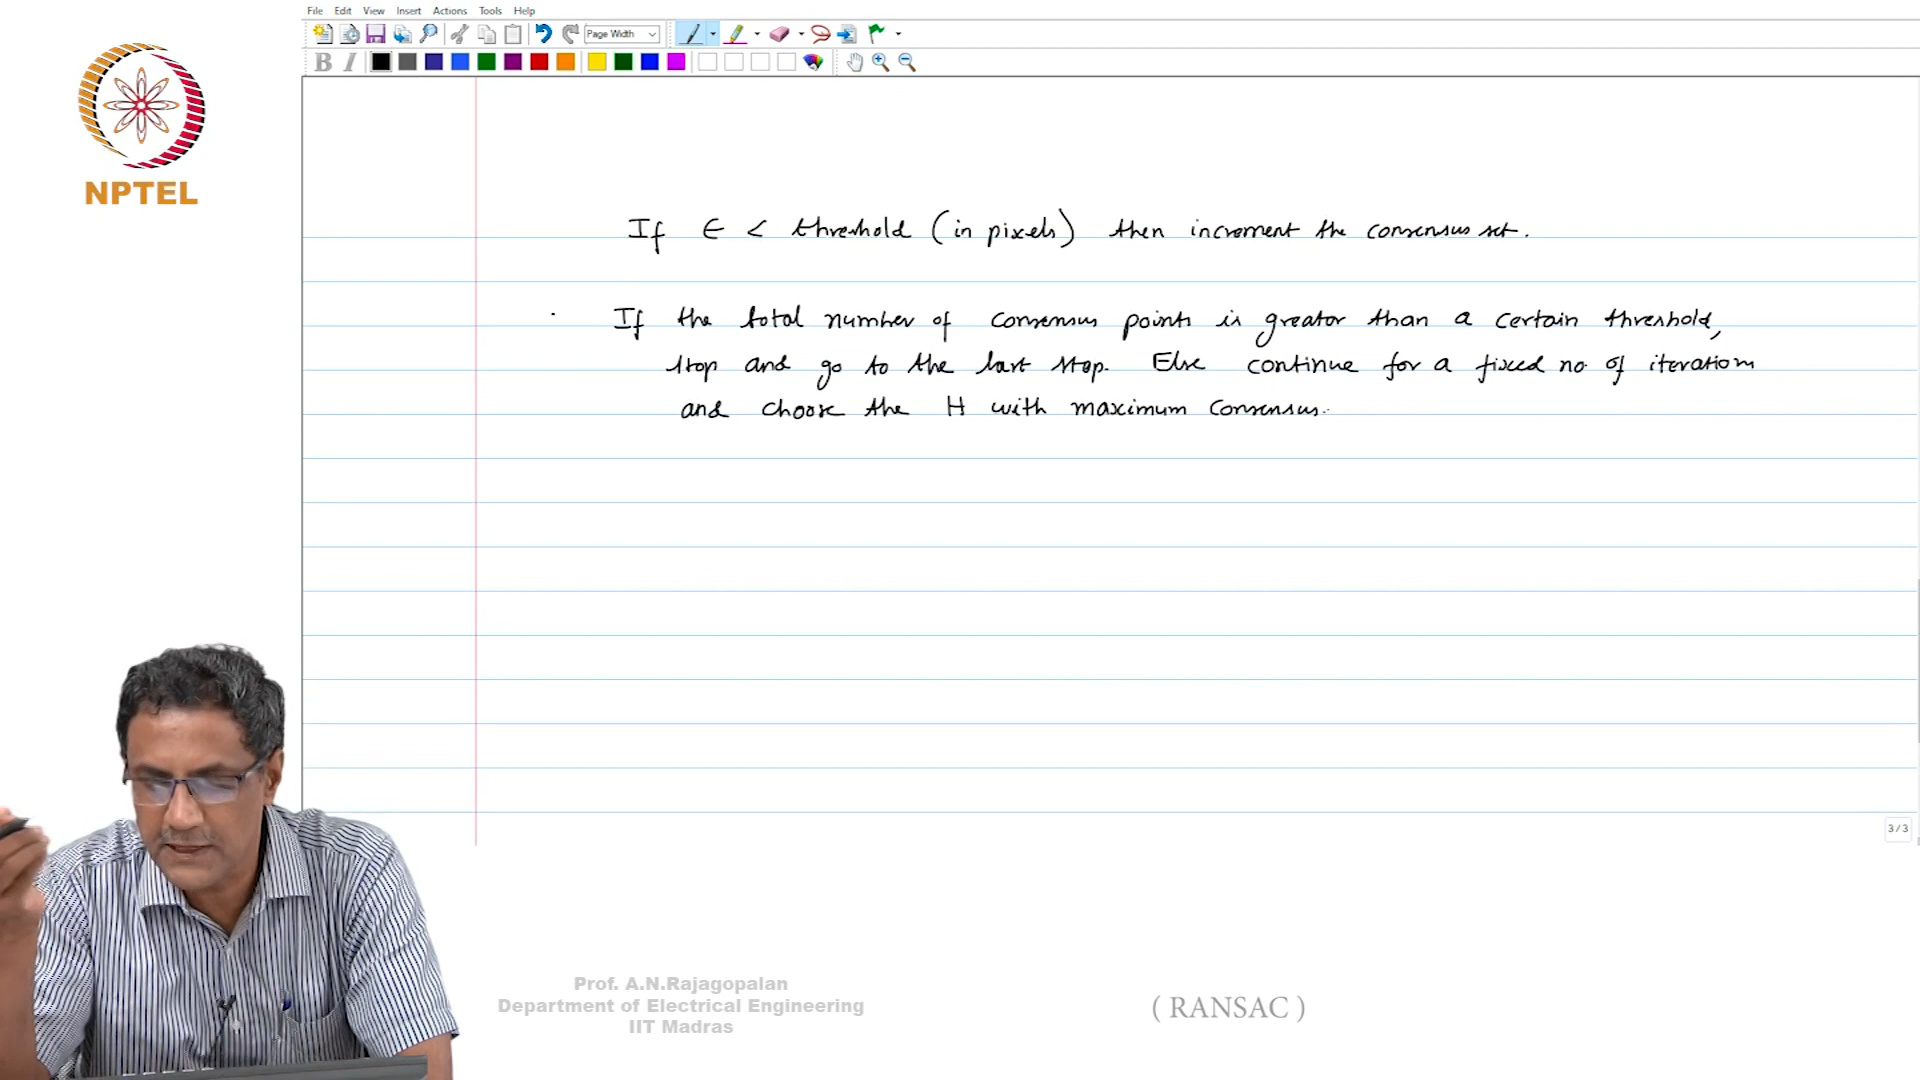 File Edit View Insert Actions Tools Help
Page Width
B I
NPTEL
If ∈ < threshold (in pixels) then increment the consensus set.
. If the total number of consensus points is greater than a certain threshold,
stop and go to the last step. Else continue for a fixed no. of iterations
and choose the H with maximum consensus.
3/3
Prof. A.N.Rajagopalan
Department of Electrical Engineering
IIT Madras
( RANSAC )